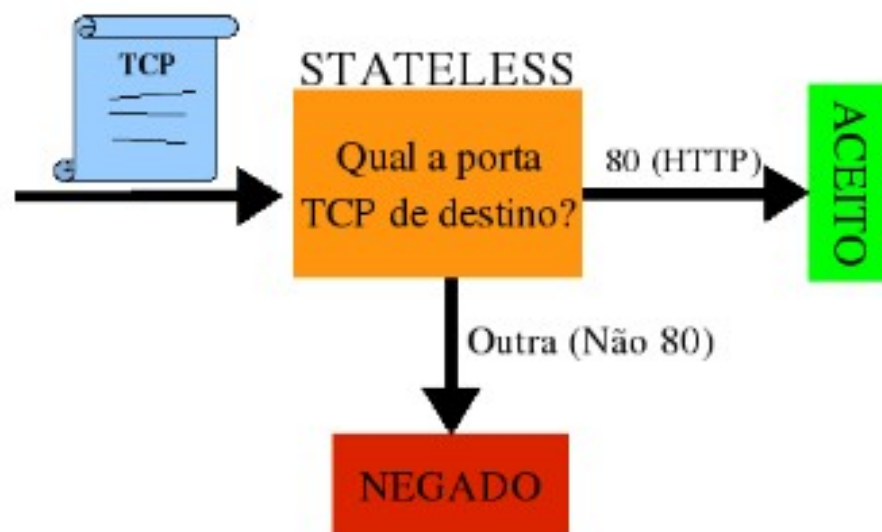 TCP
STATELESS
Qual a porta
TCP de destino?
80 (HTTP)
ACEITO
Outra (Não 80)
NEGADO